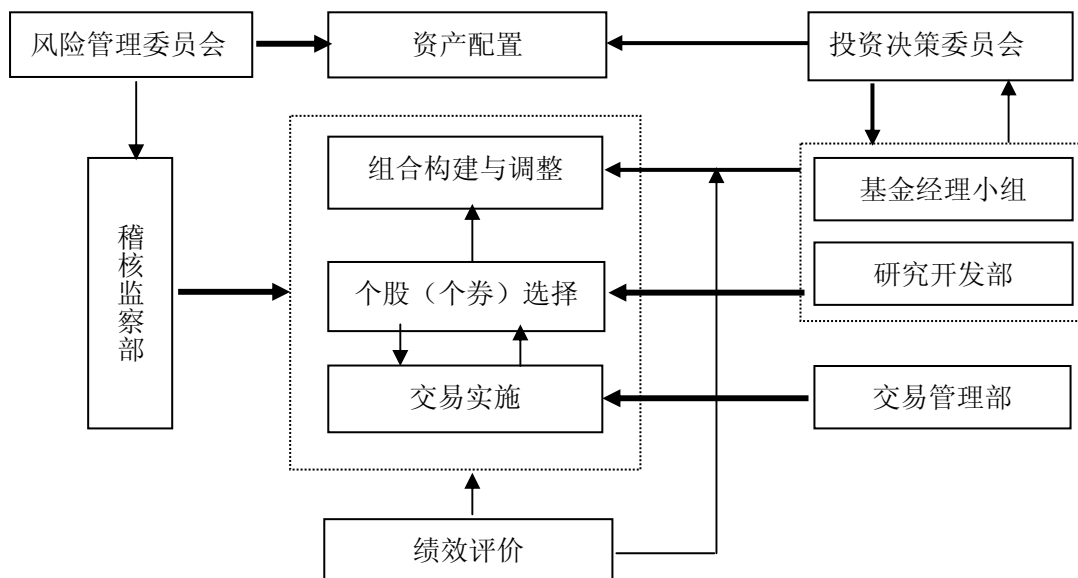 风险管理委员会
资产配置
投资决策委员会
组合构建与调整
基金经理小组
稽核监察部
个股（个券）选择
研究开发部
交易实施
交易管理部
绩效评价